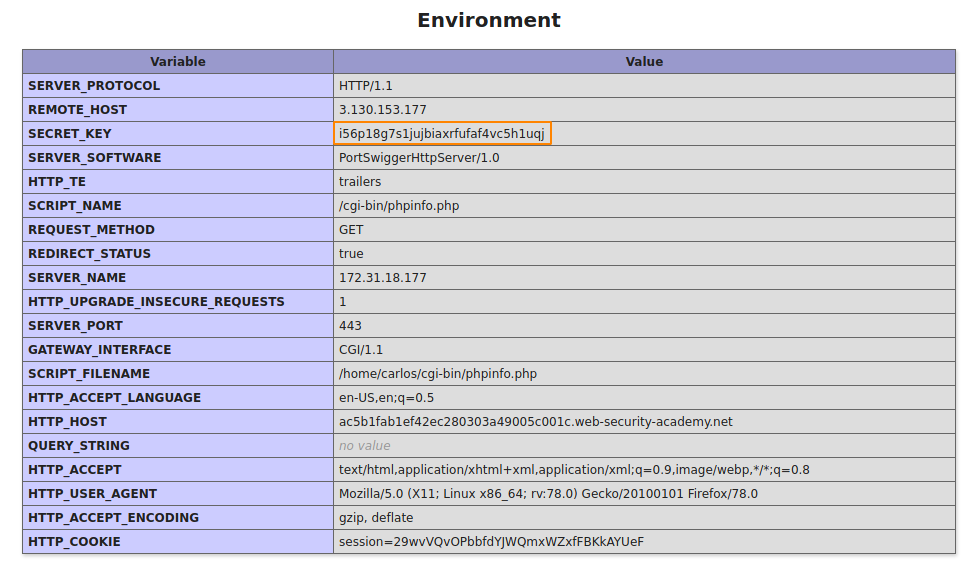 Environment
Variable Value
SERVER_PROTOCOL HTTP/1.1
REMOTE_HOST 3.130.153.177
SECRET_KEY i56p18g7s1jujbiaxrfufaf4vc5h1uqj
SERVER_SOFTWARE PortSwiggerHttpServer/1.0
HTTP_TE trailers
SCRIPT_NAME /cgi-bin/phpinfo.php
REQUEST_METHOD GET
REDIRECT_STATUS true
SERVER_NAME 172.31.18.177
HTTP_UPGRADE_INSECURE_REQUESTS 1
SERVER_PORT 443
GATEWAY_INTERFACE CGI/1.1
SCRIPT_FILENAME /home/carlos/cgi-bin/phpinfo.php
HTTP_ACCEPT_LANGUAGE en-US,en;q=0.5
HTTP_HOST ac5b1fab1ef42ec280303a49005c001c.web-security-academy.net
QUERY_STRING no value
HTTP_ACCEPT text/html,application/xhtml+xml,application/xml;q=0.9,image/webp,*/*;q=0.8
HTTP_USER_AGENT Mozilla/5.0 (X11; Linux x86_64; rv:78.0) Gecko/20100101 Firefox/78.0
HTTP_ACCEPT_ENCODING gzip, deflate
HTTP_COOKIE session=29wvVQvOPbbfdYJWQmxWZxfFBKkAYUeF